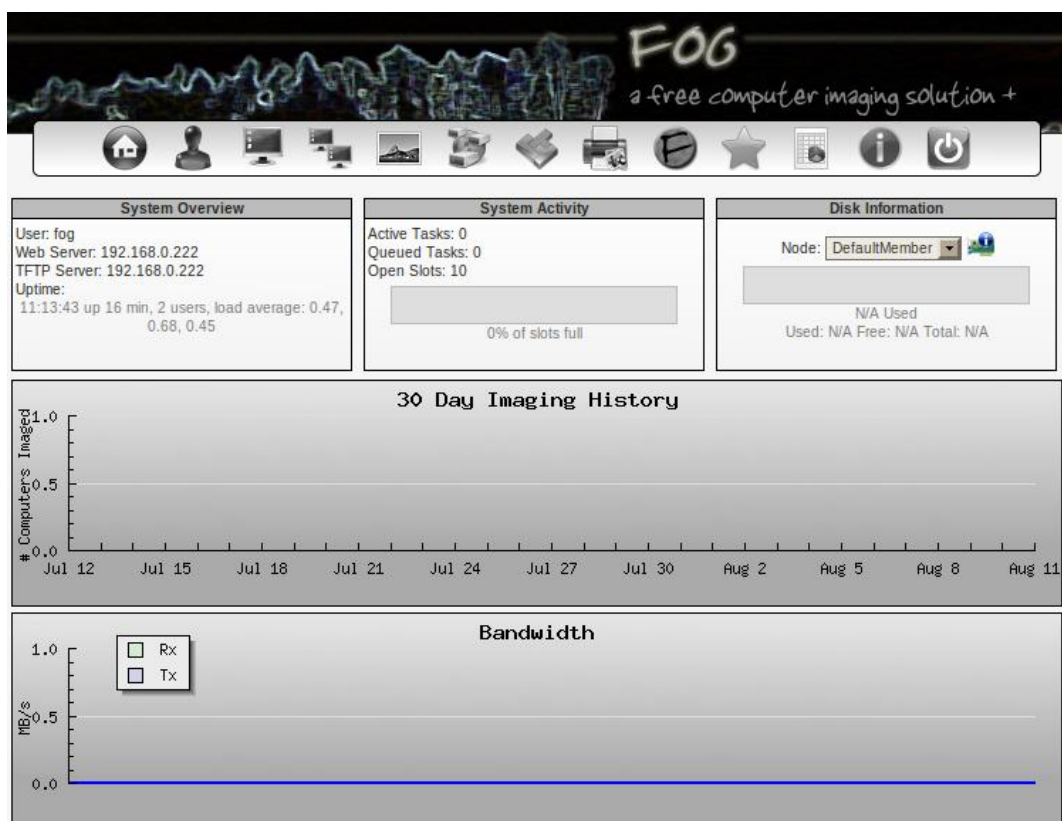 FOG
a free computer imaging solution +
System Overview
User: fog
Web Server: 192.168.0.222
TFTP Server: 192.168.0.222
Uptime:
11:13:43 up 16 min, 2 users, load average: 0.47,
0.68, 0.45
System Activity
Active Tasks: 0
Queued Tasks: 0
Open Slots: 10
0% of slots full
Disk Information
Node: DefaultMember
N/A Used
Used: N/A Free: N/A Total: N/A
30 Day Imaging History
# Computers Imaged
1.0
0.5
0.0
Jul 12 Jul 15 Jul 18 Jul 21 Jul 24 Jul 27 Jul 30 Aug 2 Aug 5 Aug 8 Aug 11
Bandwidth
Rx
Tx
MB/s
1.0
0.5
0.0